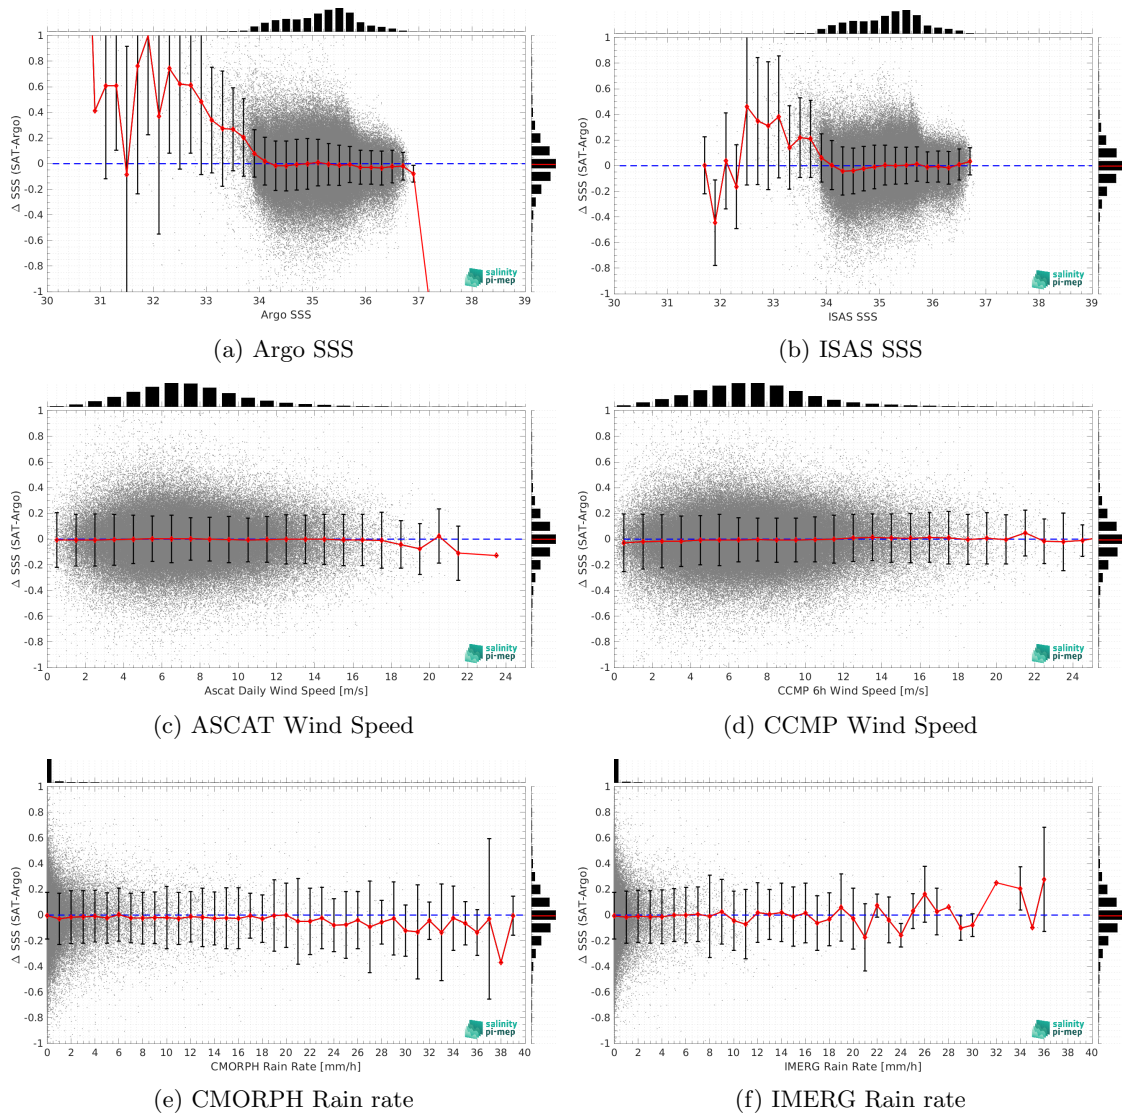 1
0.8
0.6
0.4
0.2
0
-0.2
-0.4
-0.6
-0.8
-1
Δ SSS (SAT-Argo)
30 31 32 33 34 35 36 37 38 39
Argo SSS
salinity
pi-mep
(a) Argo SSS
1
0.8
0.6
0.4
0.2
0
-0.2
-0.4
-0.6
-0.8
-1
Δ SSS (SAT-Argo)
30 31 32 33 34 35 36 37 38 39
ISAS SSS
salinity
pi-mep
(b) ISAS SSS
1
0.8
0.6
0.4
0.2
0
-0.2
-0.4
-0.6
-0.8
-1
Δ SSS (SAT-Argo)
0 2 4 6 8 10 12 14 16 18 20 22 24
Ascat Daily Wind Speed [m/s]
salinity
pi-mep
(c) ASCAT Wind Speed
1
0.8
0.6
0.4
0.2
0
-0.2
-0.4
-0.6
-0.8
-1
Δ SSS (SAT-Argo)
0 2 4 6 8 10 12 14 16 18 20 22 24
CCMP 6h Wind Speed [m/s]
salinity
pi-mep
(d) CCMP Wind Speed
1
0.8
0.6
0.4
0.2
0
-0.2
-0.4
-0.6
-0.8
-1
Δ SSS (SAT-Argo)
0 2 4 6 8 10 12 14 16 18 20 22 24 26 28 30 32 34 36 38 40
CMORPH Rain Rate [mm/h]
salinity
pi-mep
(e) CMORPH Rain rate
1
0.8
0.6
0.4
0.2
0
-0.2
-0.4
-0.6
-0.8
-1
Δ SSS (SAT-Argo)
0 2 4 6 8 10 12 14 16 18 20 22 24 26 28 30 32 34 36 38 40
IMERG Rain Rate [mm/h]
salinity
pi-mep
(f) IMERG Rain rate